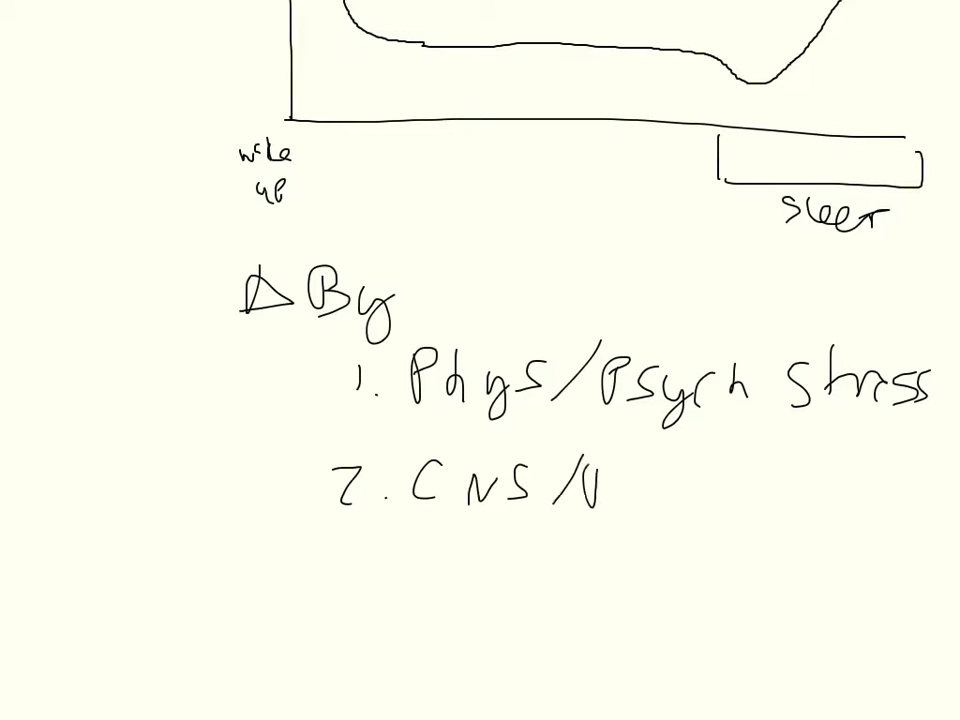 wake
up
sleep
Δ By
1. Phys/Psych stress
2. CNS/